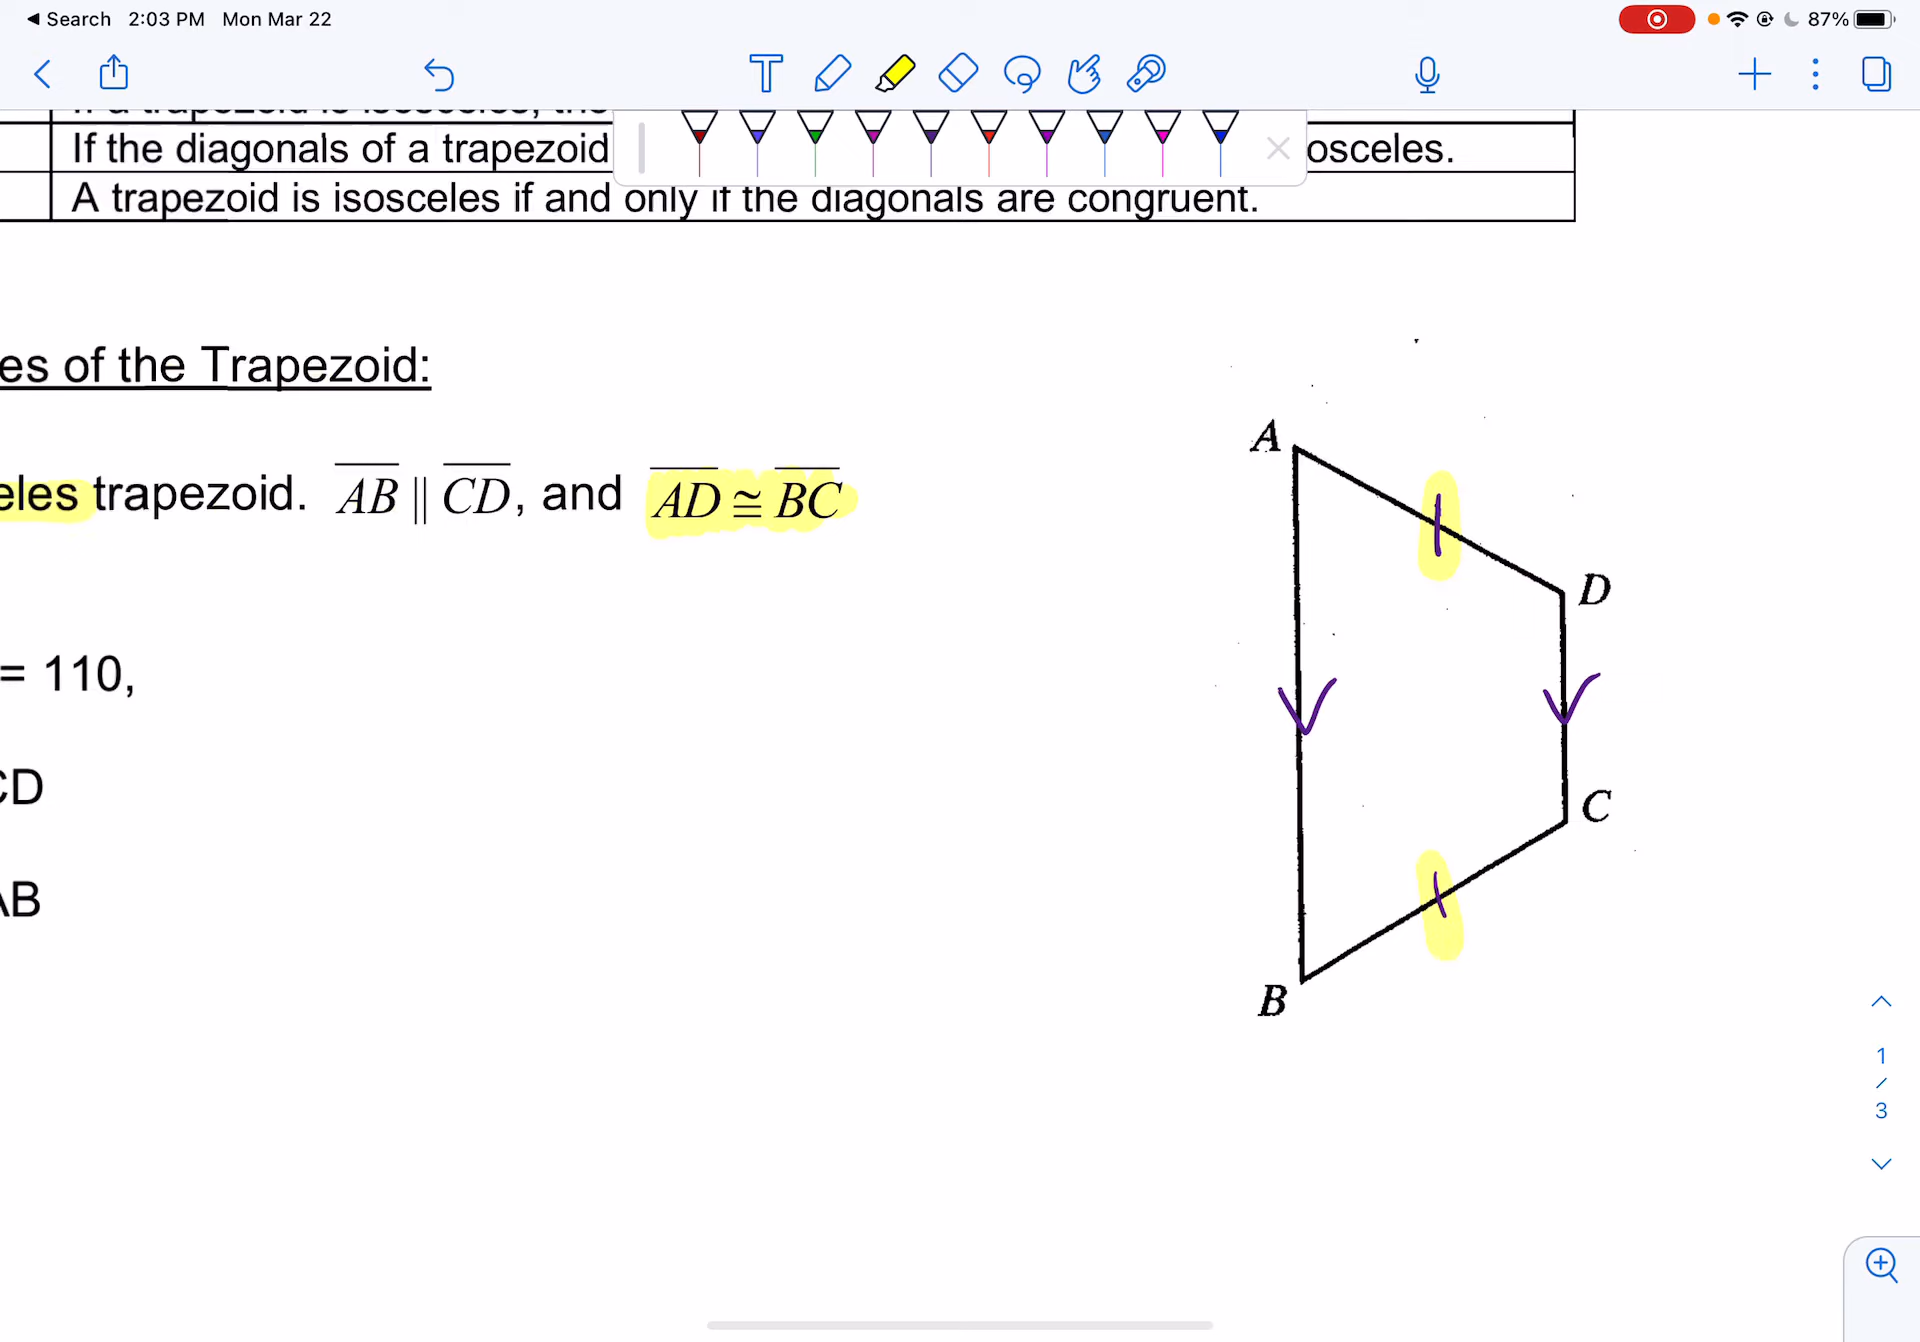 ◀ Search 2:03 PM Mon Mar 22 87%
If the diagonals of a trapezoid osceles.
A trapezoid is isosceles if and only if the diagonals are congruent.
es of the Trapezoid:
eles trapezoid. AB || CD, and AD ≅ BC
= 110,
CD
AB
A
D
C
B
1
/
3